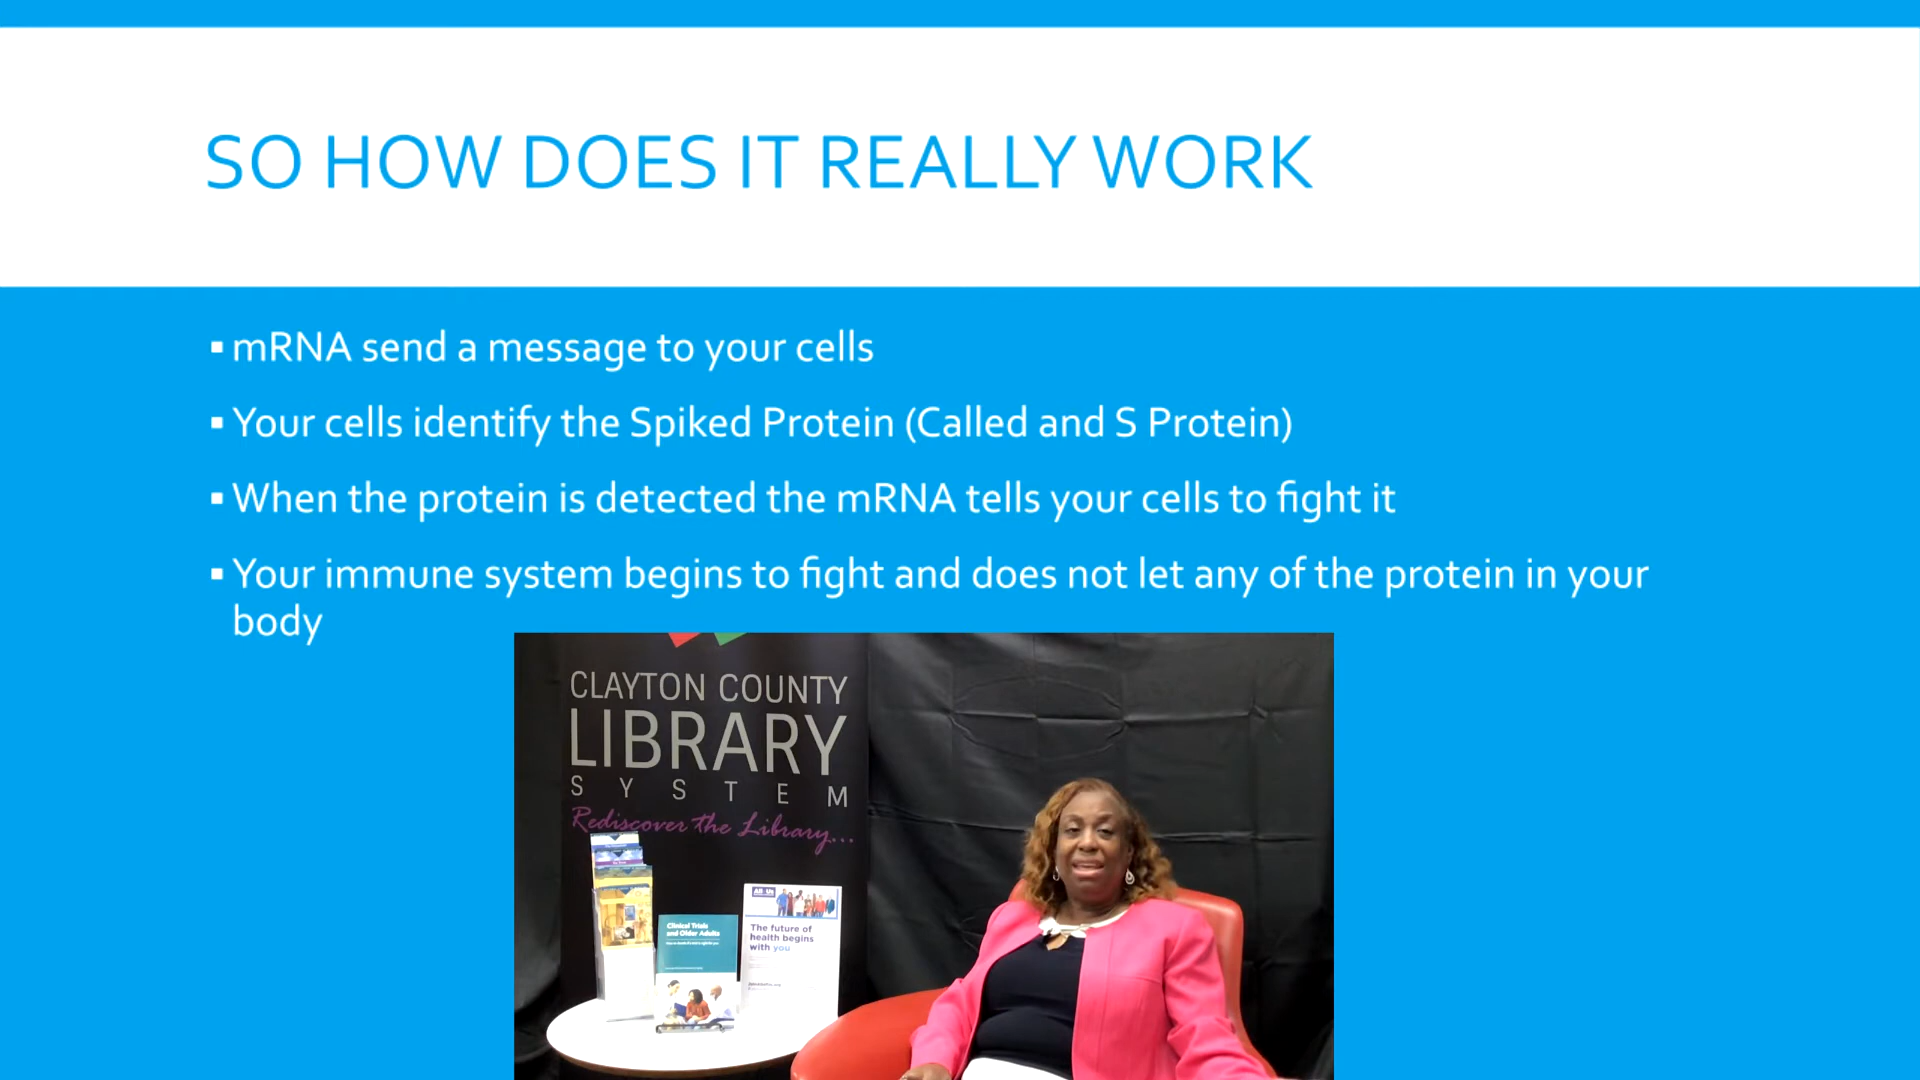 SO HOW DOES IT REALLY WORK
▪ mRNA send a message to your cells
▪ Your cells identify the Spiked Protein (Called and S Protein)
▪ When the protein is detected the mRNA tells your cells to fight it
▪ Your immune system begins to fight and does not let any of the protein in your
body
CLAYTON COUNTY
LIBRARY
SYSTEM
Rediscover the Library...
Clinical Trials
and Older Adults
The future of
health begins
with you